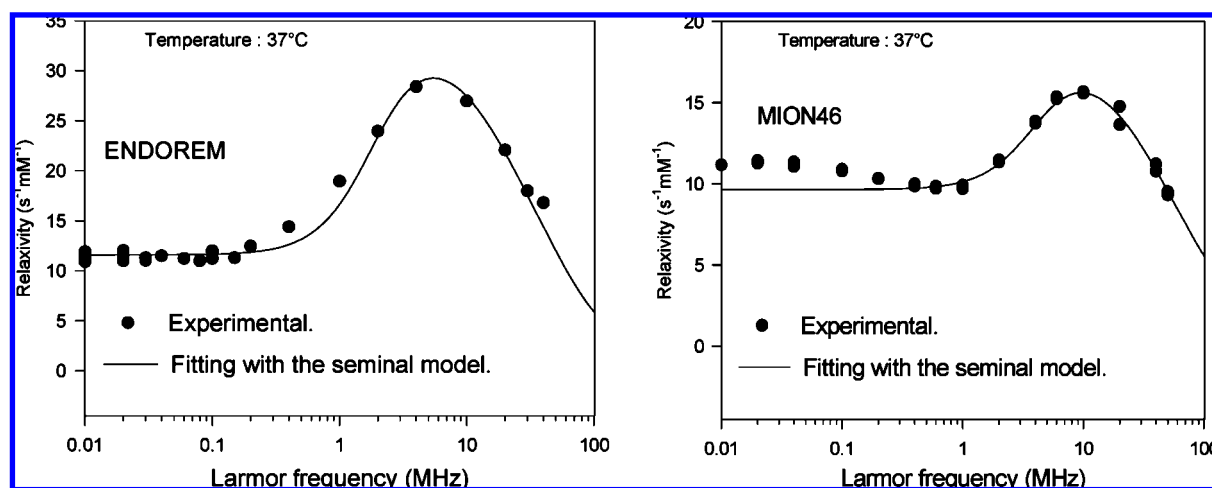 35
30
25
20
15
10
5
0
Relaxivity (s⁻¹mM⁻¹)
Temperature : 37°C
ENDOREM
Experimental.
Fitting with the seminal model.
0.01 0.1 1 10 100
Larmor frequency (MHz)
20
15
10
5
0
Relaxivity (s⁻¹mM⁻¹)
Temperature : 37°C
MION46
Experimental.
Fitting with the seminal model.
0.01 0.1 1 10 100
Larmor frequency (MHz)